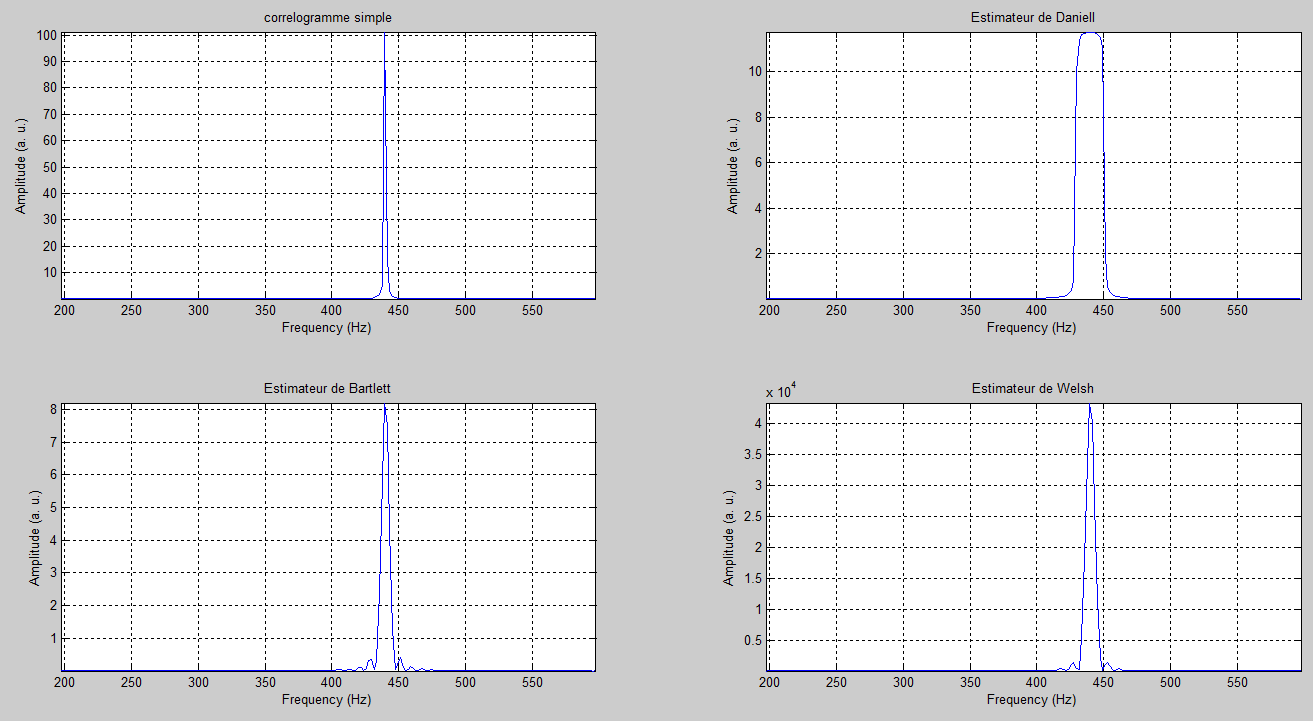 correlogramme simple
Amplitude (a. u.)
100
90
80
70
60
50
40
30
20
10
200 250 300 350 400 450 500 550
Frequency (Hz)
Estimateur de Daniell
Amplitude (a. u.)
10
8
6
4
2
200 250 300 350 400 450 500 550
Frequency (Hz)
Estimateur de Bartlett
Amplitude (a. u.)
8
7
6
5
4
3
2
1
200 250 300 350 400 450 500 550
Frequency (Hz)
Estimateur de Welsh
x 10⁴
Amplitude (a. u.)
4
3.5
3
2.5
2
1.5
1
0.5
200 250 300 350 400 450 500 550
Frequency (Hz)